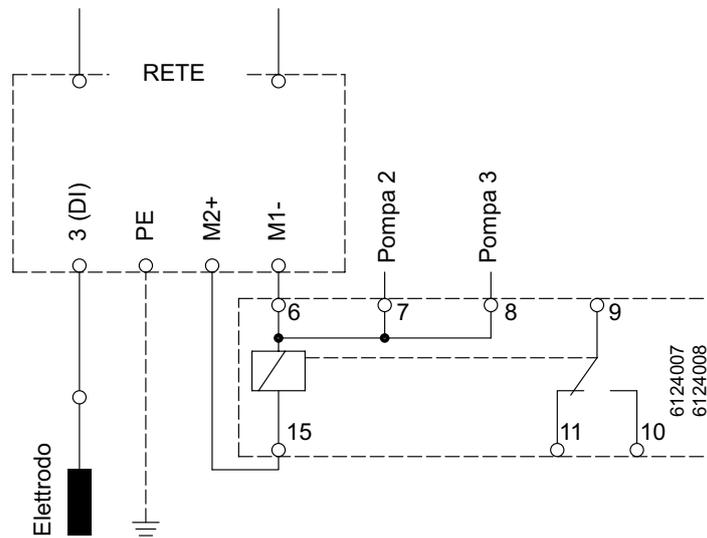 RETE
3 (DI)
PE
M2+
M1-
Pompa 2
Pompa 3
6
7
8
9
15
11
10
6124007
6124008
Elettrodo